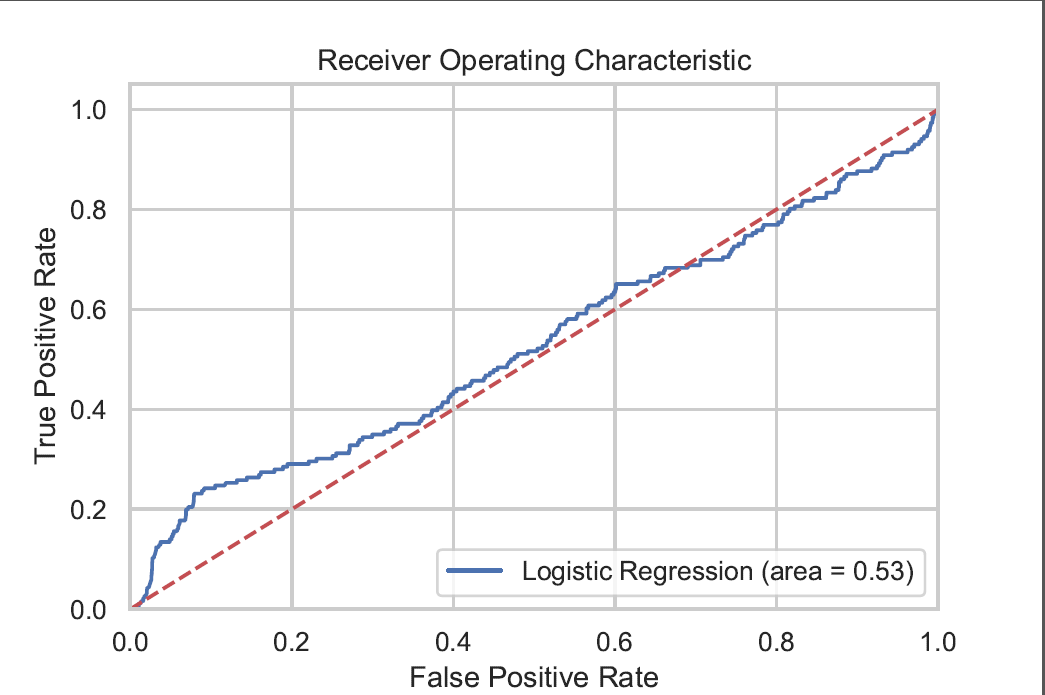 Receiver Operating Characteristic
1.0
0.8
0.6
0.4
0.2
0.0
True Positive Rate
Logistic Regression (area = 0.53)
0.0 0.2 0.4 0.6 0.8 1.0
False Positive Rate